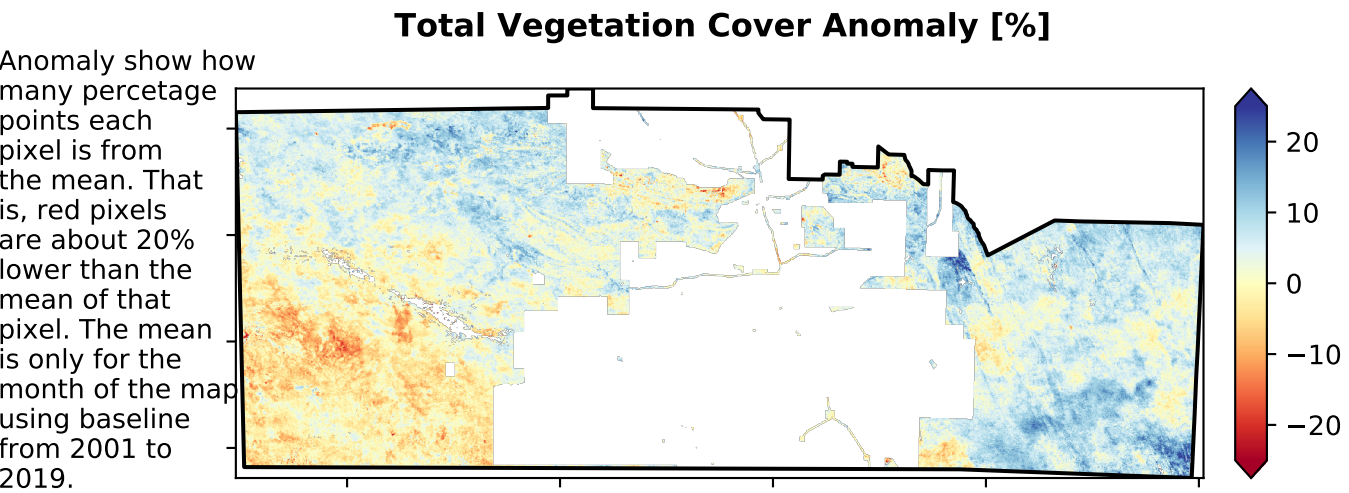 Total Vegetation Cover Anomaly [%]
Anomaly show how
many percetage
points each
pixel is from
the mean. That
is, red pixels
are about 20%
lower than the
mean of that
pixel. The mean
is only for the
month of the map
using baseline
from 2001 to
2019.
20
10
0
−10
−20